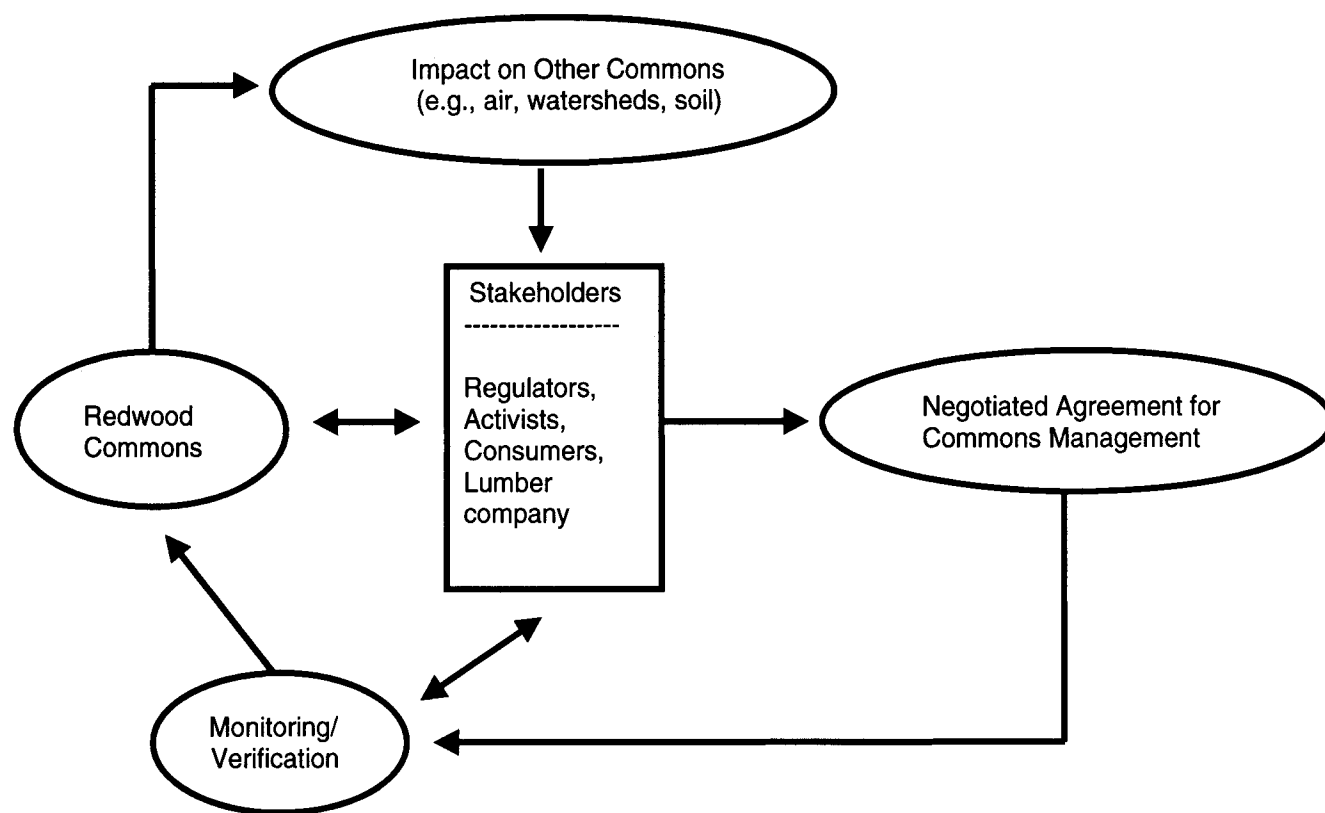 Impact on Other Commons
(e.g., air, watersheds, soil)
Stakeholders
-------------------
Regulators,
Activists,
Consumers,
Lumber
company
Redwood
Commons
Negotiated Agreement for
Commons Management
Monitoring/
Verification